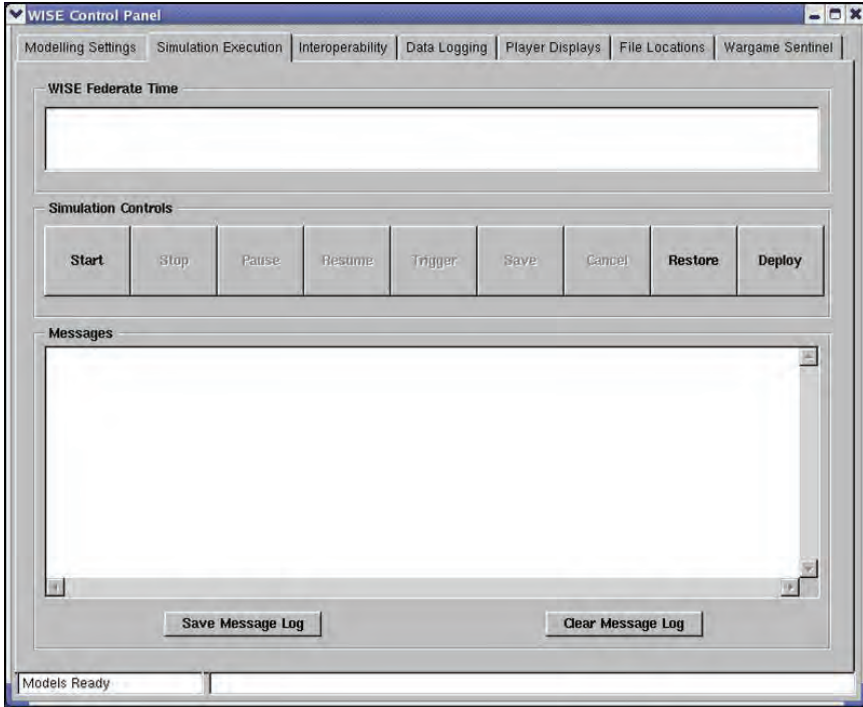 WISE Control Panel
Modelling Settings Simulation Execution Interoperability Data Logging Player Displays File Locations Wargame Sentinel
WISE Federate Time
Simulation Controls
Start Stop Pause Resume Trigger Save Cancel Restore Deploy
Messages
Save Message Log Clear Message Log
Models Ready